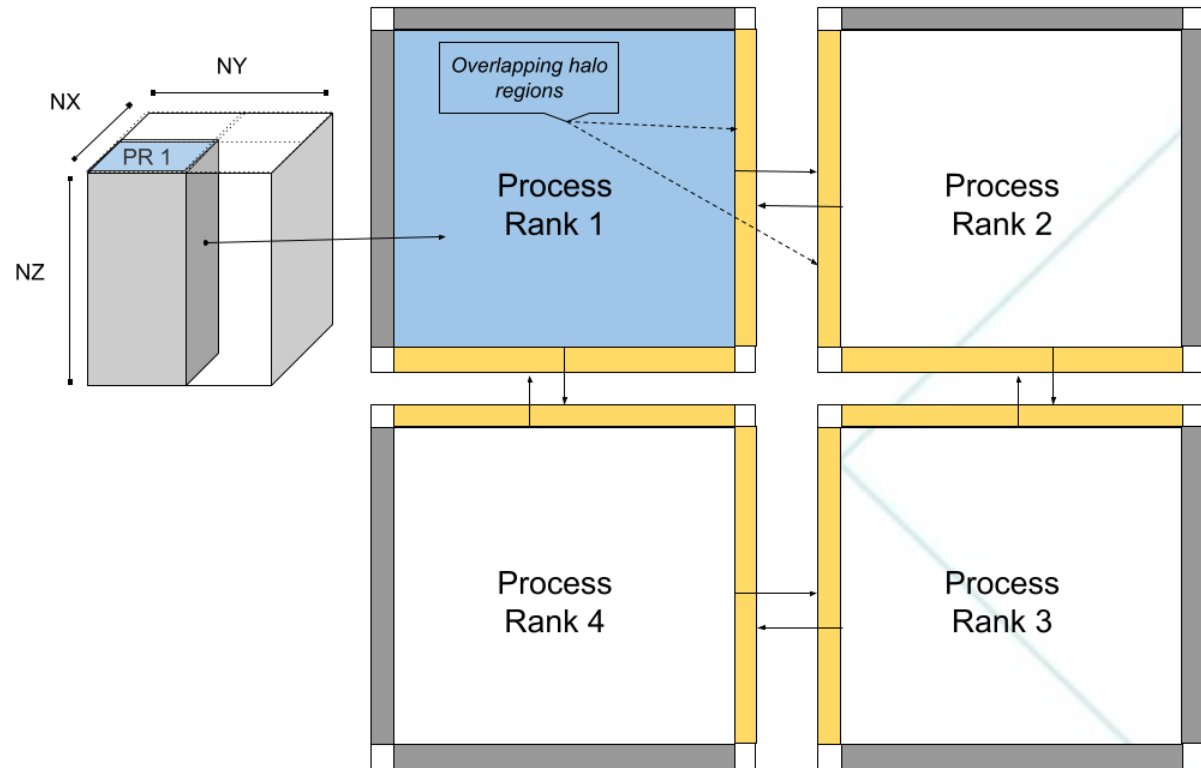 NY
NX
PR 1
NZ
Overlapping halo
regions
Process
Rank 1
Process
Rank 2
Process
Rank 4
Process
Rank 3